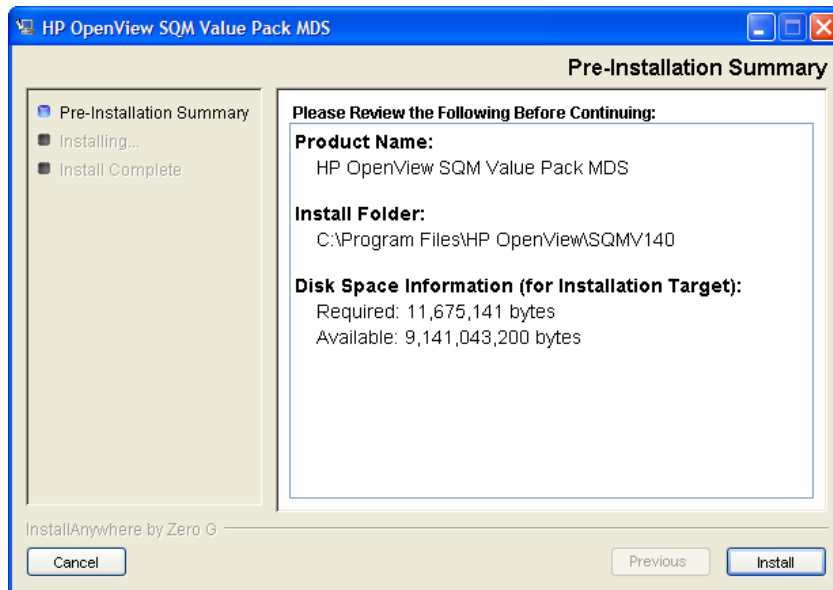 HP OpenView SQM Value Pack MDS
Pre-Installation Summary
Pre-Installation Summary
Installing...
Install Complete
Please Review the Following Before Continuing:
Product Name:
HP OpenView SQM Value Pack MDS
Install Folder:
C:\Program Files\HP OpenView\SQMV140
Disk Space Information (for Installation Target):
Required: 11,675,141 bytes
Available: 9,141,043,200 bytes
InstallAnywhere by Zero G
Cancel
Previous
Install